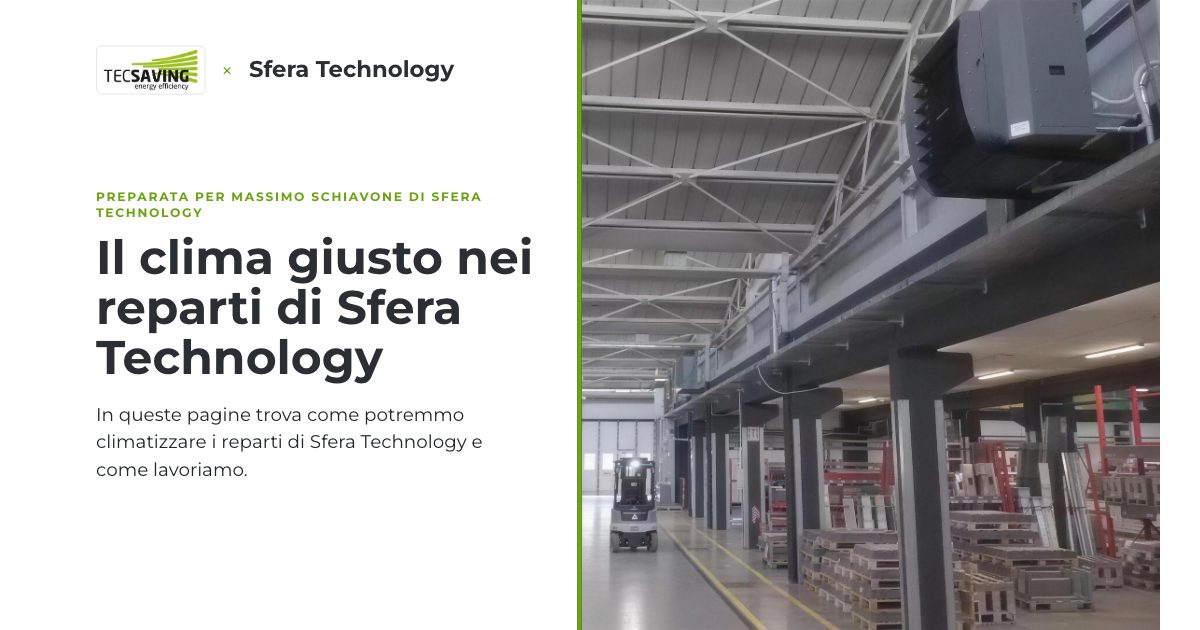 TECSAVING
energy efficiency
× Sfera Technology
PREPARATA PER MASSIMO SCHIAVONE DI SFERA
TECHNOLOGY
Il clima giusto nei
reparti di Sfera
Technology
In queste pagine trova come potremmo
climatizzare i reparti di Sfera Technology e
come lavoriamo.